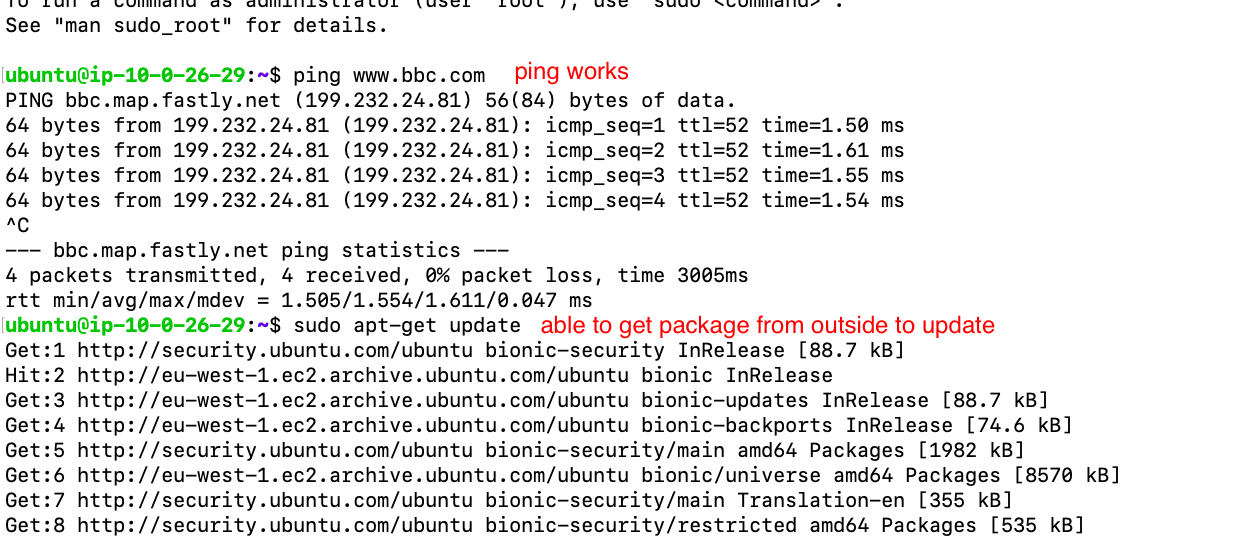 To run a command as administrator (user "root"), use "sudo <command>".
See "man sudo_root" for details.
ubuntu@ip-10-0-26-29:~$ ping www.bbc.com ping works
PING bbc.map.fastly.net (199.232.24.81) 56(84) bytes of data.
64 bytes from 199.232.24.81 (199.232.24.81): icmp_seq=1 ttl=52 time=1.50 ms
64 bytes from 199.232.24.81 (199.232.24.81): icmp_seq=2 ttl=52 time=1.61 ms
64 bytes from 199.232.24.81 (199.232.24.81): icmp_seq=3 ttl=52 time=1.55 ms
64 bytes from 199.232.24.81 (199.232.24.81): icmp_seq=4 ttl=52 time=1.54 ms
^C
--- bbc.map.fastly.net ping statistics ---
4 packets transmitted, 4 received, 0% packet loss, time 3005ms
rtt min/avg/max/mdev = 1.505/1.554/1.611/0.047 ms
ubuntu@ip-10-0-26-29:~$ sudo apt-get update able to get package from outside to update
Get:1 http://security.ubuntu.com/ubuntu bionic-security InRelease [88.7 kB]
Hit:2 http://eu-west-1.ec2.archive.ubuntu.com/ubuntu bionic InRelease
Get:3 http://eu-west-1.ec2.archive.ubuntu.com/ubuntu bionic-updates InRelease [88.7 kB]
Get:4 http://eu-west-1.ec2.archive.ubuntu.com/ubuntu bionic-backports InRelease [74.6 kB]
Get:5 http://security.ubuntu.com/ubuntu bionic-security/main amd64 Packages [1982 kB]
Get:6 http://eu-west-1.ec2.archive.ubuntu.com/ubuntu bionic/universe amd64 Packages [8570 kB]
Get:7 http://security.ubuntu.com/ubuntu bionic-security/main Translation-en [355 kB]
Get:8 http://security.ubuntu.com/ubuntu bionic-security/restricted amd64 Packages [535 kB]